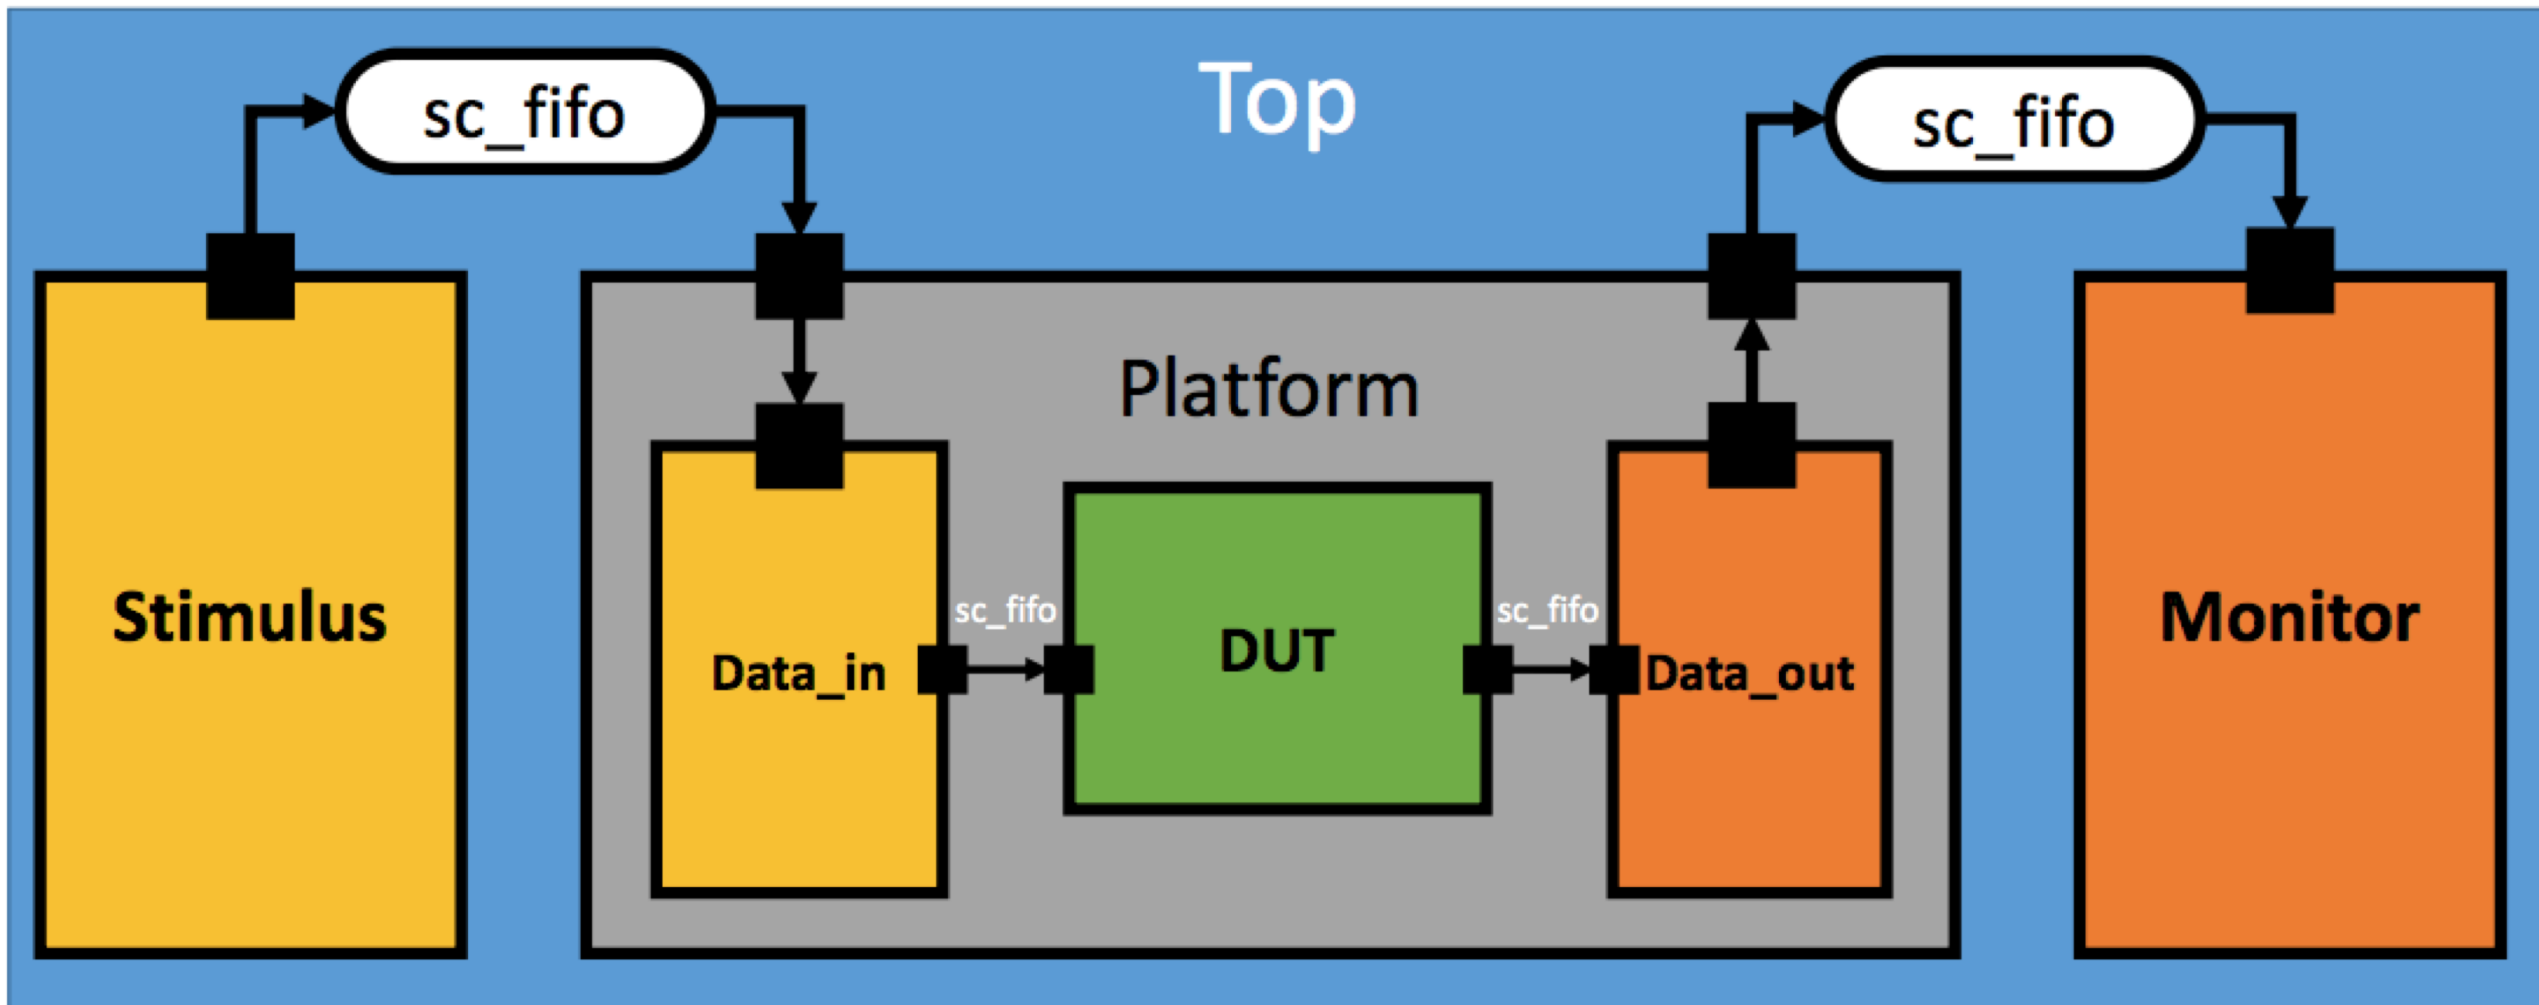 sc_fifo
Top
sc_fifo
Platform
Stimulus
sc_fifo
DUT
sc_fifo
Monitor
Data_in
Data_out